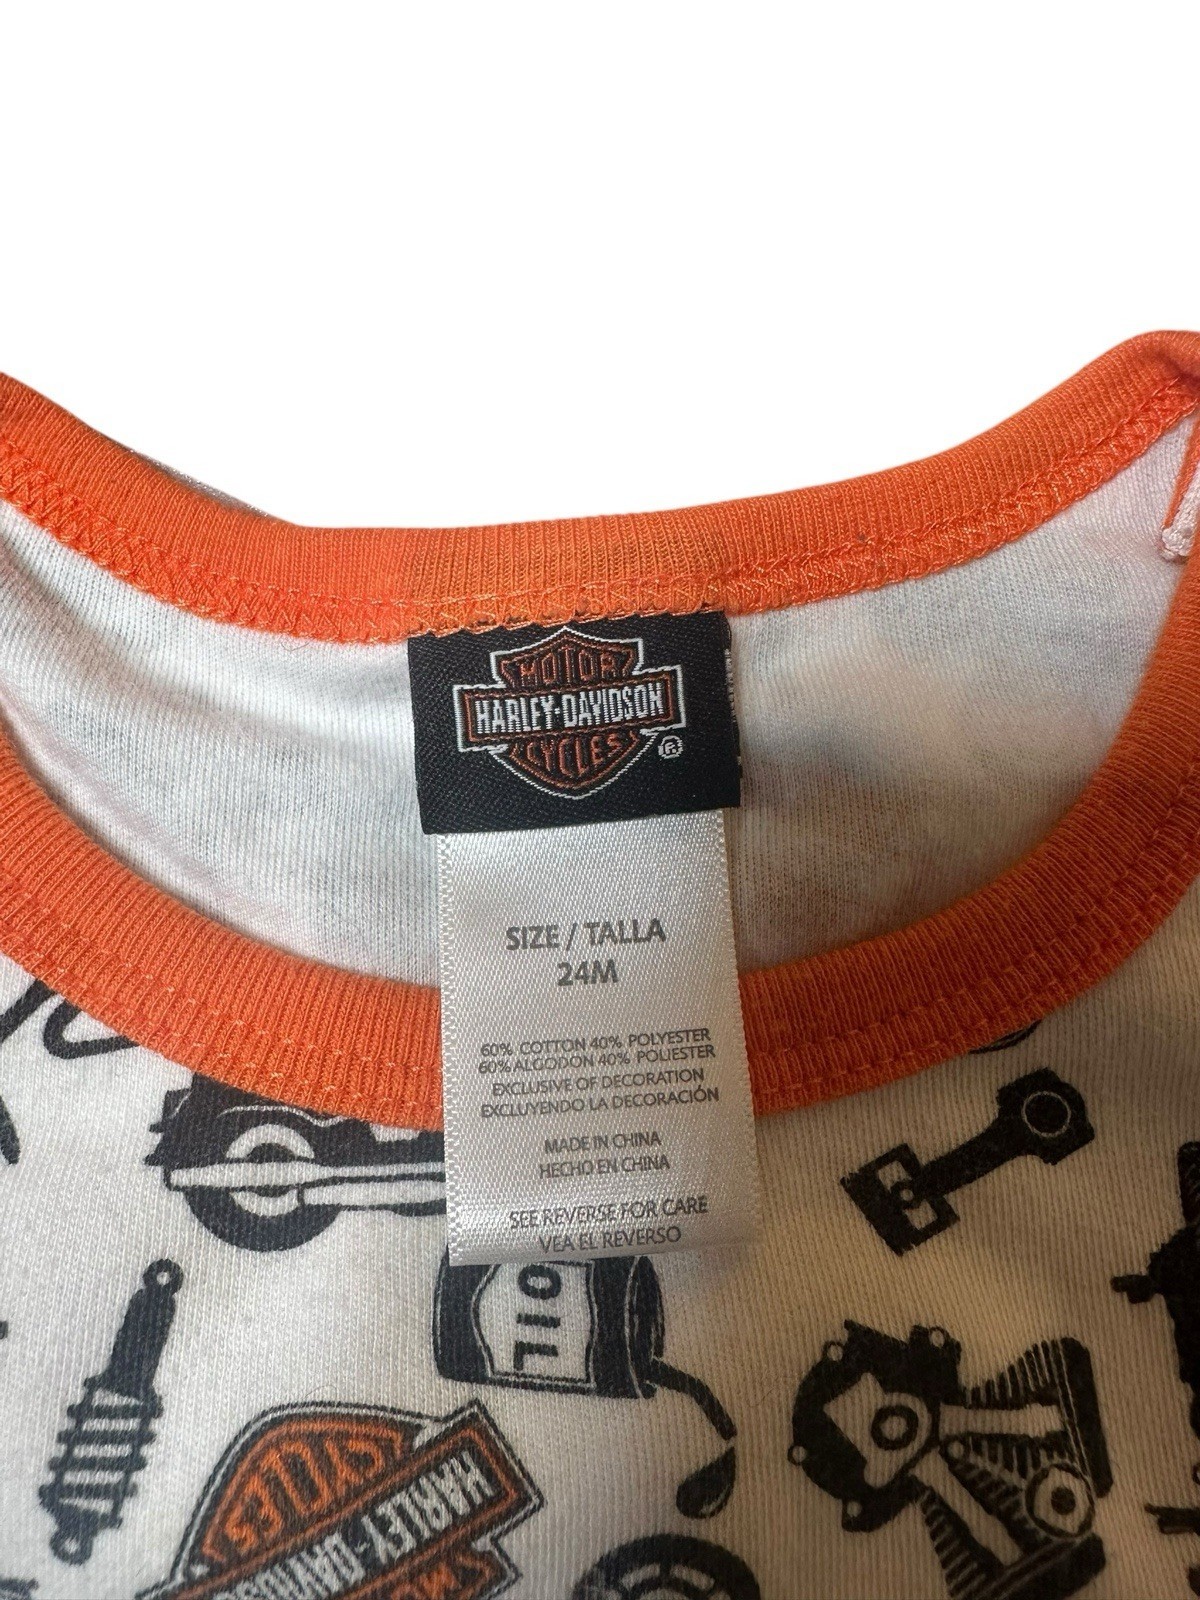 MOTOR
HARLEY-DAVIDSON
CYCLES
®
SIZE / TALLA
24M
60% COTTON 40% POLYESTER
60% ALGODON 40% POLIESTER
EXCLUSIVE OF DECORATION
EXCLUYENDO LA DECORACIÓN
MADE IN CHINA
HECHO EN CHINA
SEE REVERSE FOR CARE
VEA EL REVERSO
OIL
CYCLES
HARLEY-DAVIDSON